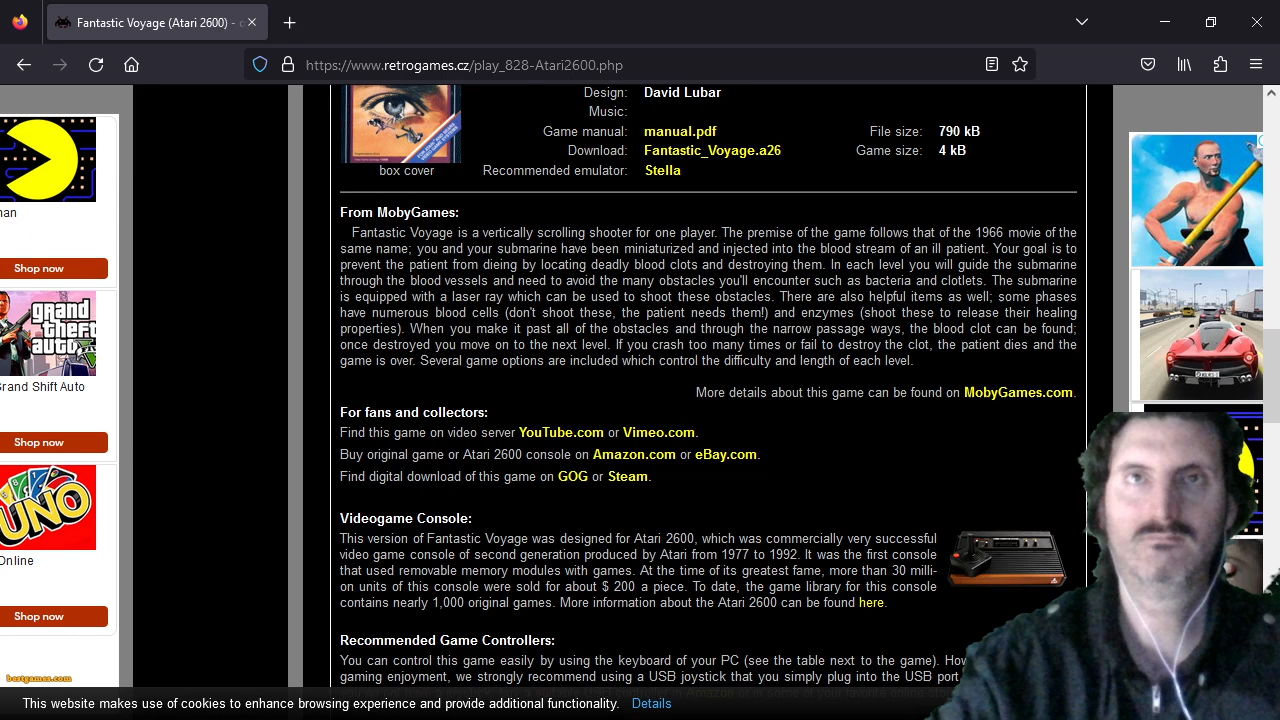 Fantastic Voyage (Atari 2600) -
https://www.retrogames.cz/play_828-Atari2600.php
Design: David Lubar
Music:
Game manual: manual.pdf File size: 790 kB
Download: Fantastic_Voyage.a26 Game size: 4 kB
box cover Recommended emulator: Stella
From MobyGames:
Fantastic Voyage is a vertically scrolling shooter for one player. The premise of the game follows that of the 1966 movie of the
same name; you and your submarine have been miniaturized and injected into the blood stream of an ill patient. Your goal is to
prevent the patient from dieing by locating deadly blood clots and destroying them. In each level you will guide the submarine
through the blood vessels and need to avoid the many obstacles you'll encounter such as bacteria and clotlets. The submarine
is equipped with a laser ray which can be used to shoot these obstacles. There are also helpful items as well; some phases
have numerous blood cells (don't shoot these, the patient needs them!) and enzymes (shoot these to release their healing
properties). When you make it past all of the obstacles and through the narrow passage ways, the blood clot can be found;
once destroyed you move on to the next level. If you crash too many times or fail to destroy the clot, the patient dies and the
game is over. Several game options are included which control the difficulty and length of each level.
More details about this game can be found on MobyGames.com.
For fans and collectors:
Find this game on video server YouTube.com or Vimeo.com.
Buy original game or Atari 2600 console on Amazon.com or eBay.com.
Find digital download of this game on GOG or Steam.
Videogame Console:
This version of Fantastic Voyage was designed for Atari 2600, which was commercially very successful
video game console of second generation produced by Atari from 1977 to 1992. It was the first console
that used removable memory modules with games. At the time of its greatest fame, more than 30 milli-
on units of this console were sold for about $ 200 a piece. To date, the game library for this console
contains nearly 1,000 original games. More information about the Atari 2600 can be found here.
Recommended Game Controllers:
You can control this game easily by using the keyboard of your PC (see the table next to the game). How
gaming enjoyment, we strongly recommend using a USB joystick that you simply plug into the USB port
man
Shop now
grand
theft
auto
Grand Shift Auto
Shop now
UNO
Online
Shop now
bestgames.com
This website makes use of cookies to enhance browsing experience and provide additional functionality. Details